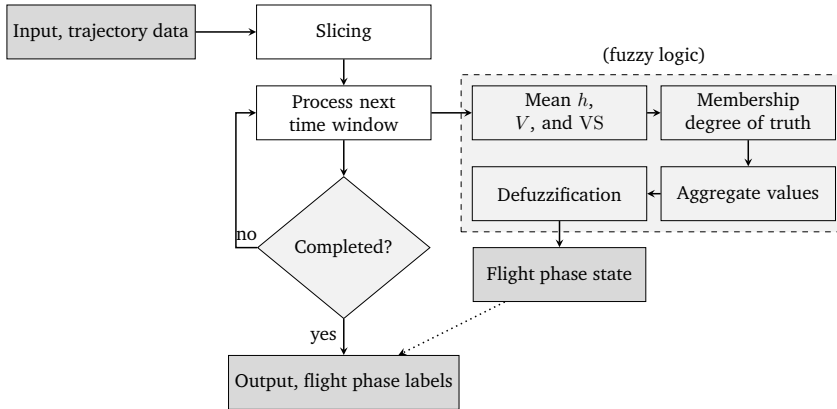 Input, trajectory data
Slicing
(fuzzy logic)
Process next
time window
Mean h,
V, and VS
Membership
degree of truth
Defuzzification
Aggregate values
no
Completed?
Flight phase state
yes
Output, flight phase labels